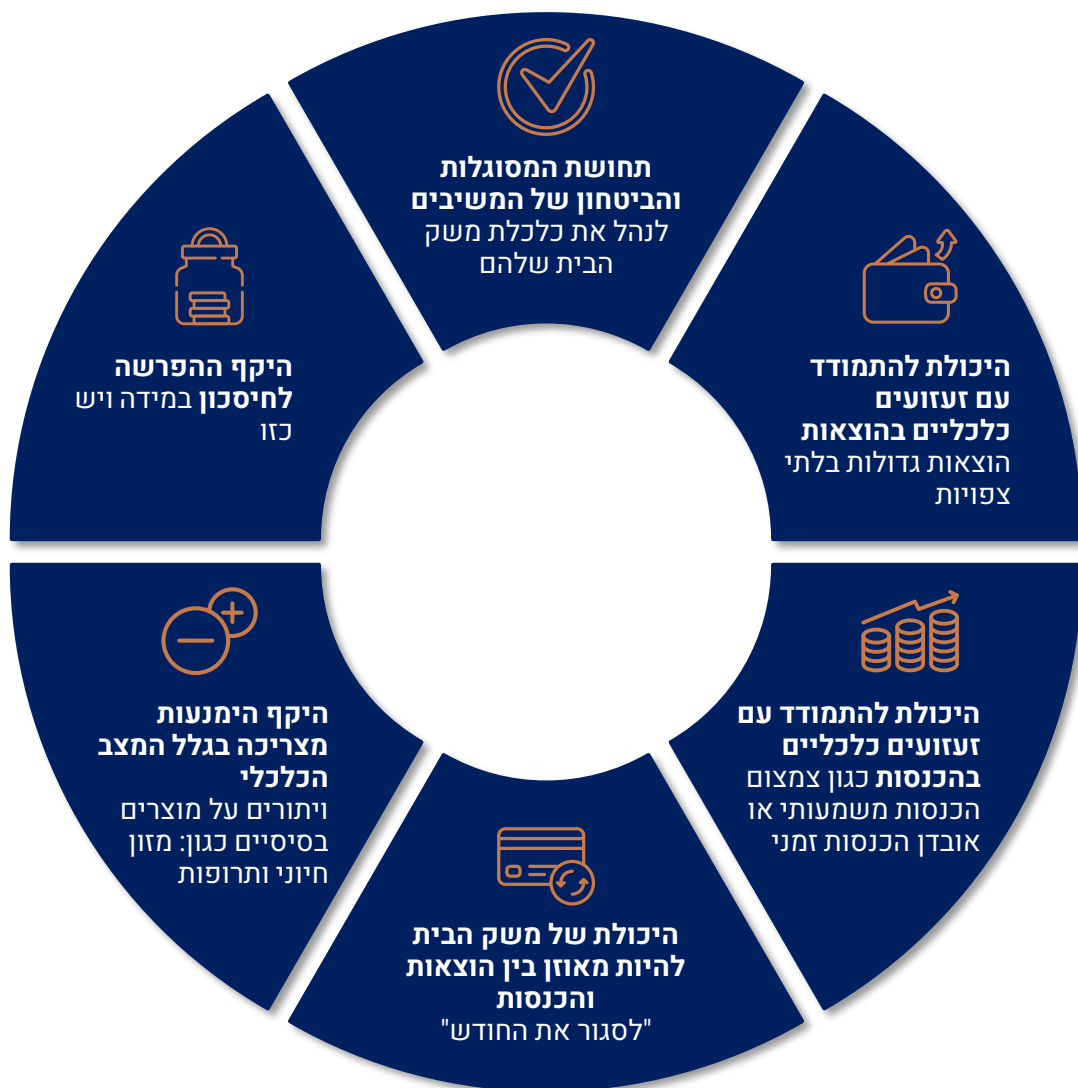 תחושת המסוגלות
והביטחון של המשיבים
לנהל את כלכלת משק
הבית שלהם
היכולת להתמודד
עם זעזועים
כלכליים בהוצאות
הוצאות גדולות בלתי
צפויות
היכולת להתמודד עם
זעזועים כלכליים
בהכנסות כגון צמצום
הכנסות משמעותי או
אובדן הכנסות זמני
היכולת של משק הבית
להיות מאוזן בין הוצאות
והכנסות
"לסגור את החודש"
היקף הימנעות
מצריכה בגלל המצב
הכלכלי
ויתורים על מוצרים
בסיסיים כגון: מזון
חיוני ותרופות
היקף ההפרשה
לחיסכון במידה ויש
כזו